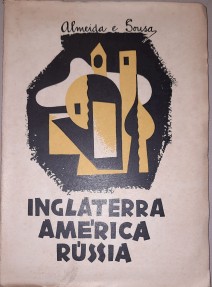 Almeida e Sousa
INGLATERRA
AMÉRICA
RÚSSIA